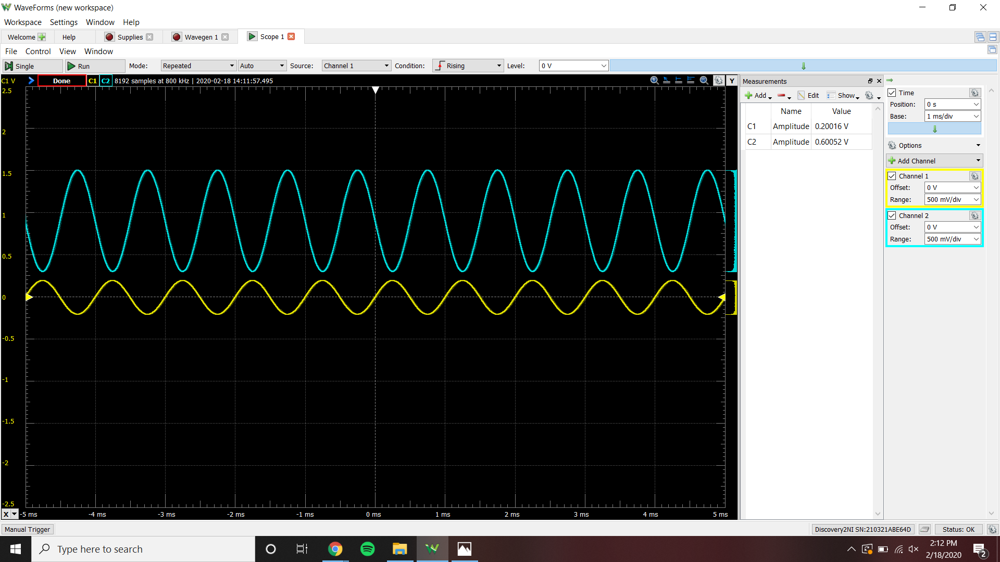 WaveForms (new workspace)
Workspace Settings Window Help
Welcome Help Supplies Wavegen 1 Scope 1
File Control View Window
Single Run Mode: Repeated Auto Source: Channel 1 Condition: Rising Level: 0 V
C1 V Done C1 C2 8192 samples at 800 kHz | 2020-02-18 14:11:57.495 Y
2.5
2
1.5
1
0.5
0
-0.5
-1
-1.5
-2
-2.5
X -5 ms -4 ms -3 ms -2 ms -1 ms 0 ms 1 ms 2 ms 3 ms 4 ms 5 ms
Measurements
Add Edit Show
Name Value
C1 Amplitude 0.20016 V
C2 Amplitude 0.60052 V
Time
Position: 0 s
Base: 1 ms/div
Options
Add Channel
Channel 1
Offset: 0 V
Range: 500 mV/div
Channel 2
Offset: 0 V
Range: 500 mV/div
Manual Trigger Discovery2NI SN:210321ABE64D Status: OK
Type here to search
2:12 PM
2/18/2020
2